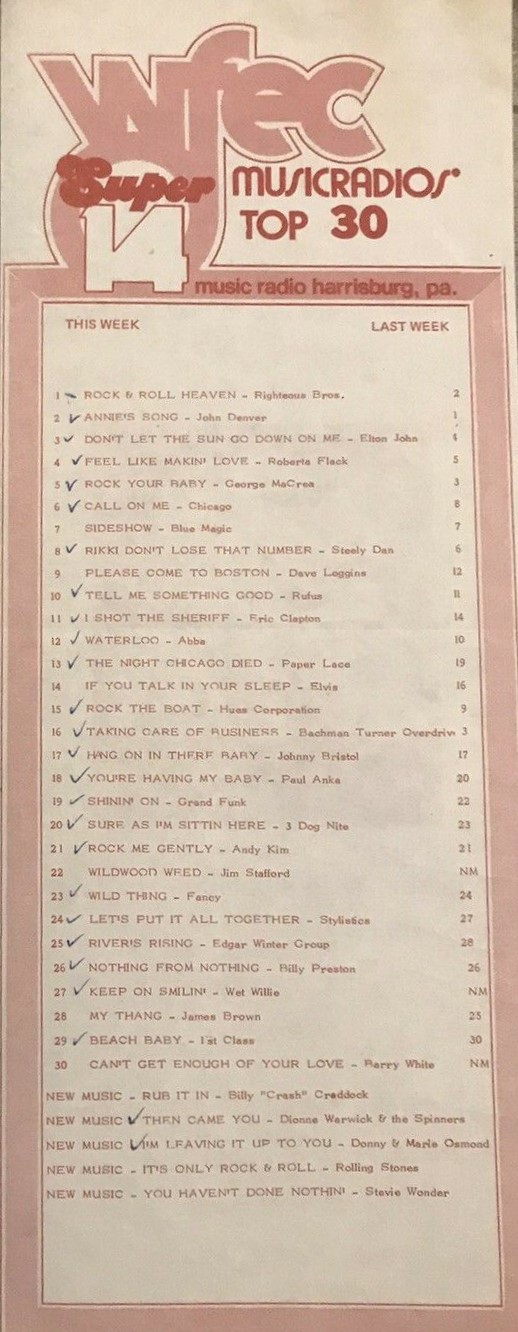 wfec
Super
14
MUSICRADIOS'
TOP 30
music radio harrisburg, pa.
THIS WEEK LAST WEEK
1 ROCK & ROLL HEAVEN - Righteous Bros. 2
2 ANNIE'S SONG - John Denver 1
3 DON'T LET THE SUN GO DOWN ON ME - Elton John 4
4 FEEL LIKE MAKIN' LOVE - Roberta Flack 5
5 ROCK YOUR BABY - George MaCrea 3
6 CALL ON ME - Chicago 8
7 SIDESHOW - Blue Magic 7
8 RIKKI DON'T LOSE THAT NUMBER - Steely Dan 6
9 PLEASE COME TO BOSTON - Dave Loggins 12
10 TELL ME SOMETHING GOOD - Rufus 11
11 I SHOT THE SHERIFF - Eric Clapton 14
12 WATERLOO - Abba 10
13 THE NIGHT CHICAGO DIED - Paper Lace 19
14 IF YOU TALK IN YOUR SLEEP - Elvis 16
15 ROCK THE BOAT - Hues Corporation 9
16 TAKING CARE OF BUSINESS - Bachman Turner Overdrive 3
17 HANG ON IN THERE BABY - Johnny Bristol 17
18 YOU'RE HAVING MY BABY - Paul Anka 20
19 SHININ' ON - Grand Funk 22
20 SURE AS I'M SITTIN HERE - 3 Dog Nite 23
21 ROCK ME GENTLY - Andy Kim 21
22 WILDWOOD WEED - Jim Stafford NM
23 WILD THING - Fancy 24
24 LET'S PUT IT ALL TOGETHER - Stylistics 27
25 RIVER'S RISING - Edgar Winter Group 28
26 NOTHING FROM NOTHING - Billy Preston 26
27 KEEP ON SMILIN' - Wet Willie NM
28 MY THANG - James Brown 25
29 BEACH BABY - 1st Class 30
30 CAN'T GET ENOUGH OF YOUR LOVE - Barry White NM
NEW MUSIC - RUB IT IN - Billy "Crash" Craddock
NEW MUSIC THEN CAME YOU - Dionne Warwick & the Spinners
NEW MUSIC I'M LEAVING IT UP TO YOU - Donny & Marie Osmond
NEW MUSIC - IT'S ONLY ROCK & ROLL - Rolling Stones
NEW MUSIC - YOU HAVEN'T DONE NOTHIN' - Stevie Wonder